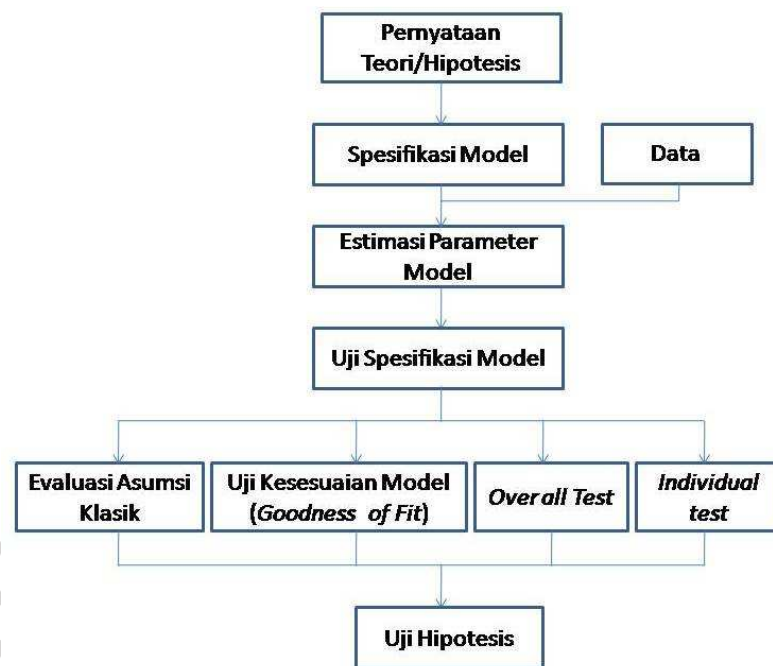 Pernyataan
Teori/Hipotesis
Spesifikasi Model
Data
Estimasi Parameter
Model
Uji Spesifikasi Model
Evaluasi Asumsi
Klasik
Uji Kesesuaian Model
(Goodness of Fit)
Over all Test
Individual
test
Uji Hipotesis